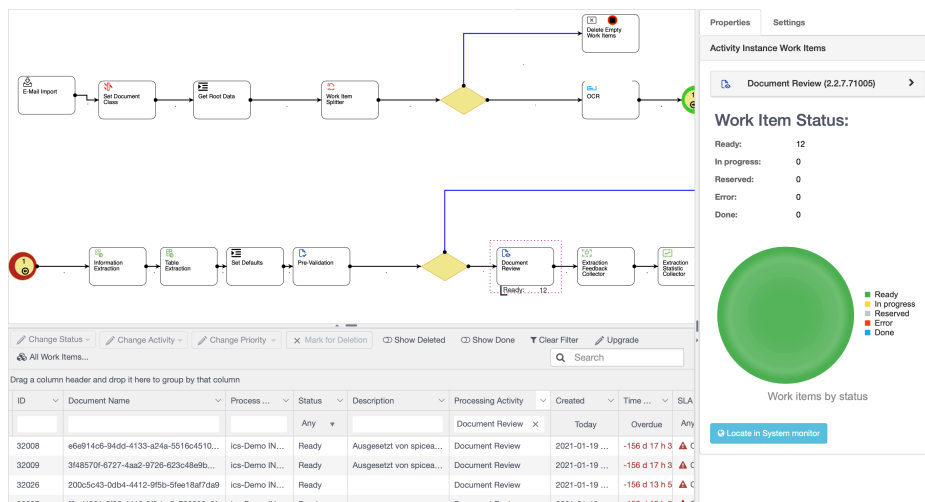 Delete Empty
Work Items
E-Mail Import
Set Document
Class
Get Root Data
Work Item
Splitter
OCR
1
1
Information
Extraction
Table
Extraction
Set Defaults
Pre-Validation
Document
Review
Ready: 12
Extraction
Feedback
Collector
Extraction
Statistic
Collector
Change Status
Change Activity
Change Priority
Mark for Deletion
Show Deleted
Show Done
Clear Filter
Upgrade
All Work Items...
Search
Drag a column header and drop it here to group by that column
ID Document Name Process ... Status Description Processing Activity Created Time ... SLA
Any Document Review Today Overdue Any
32008 e6e914c6-94dd-4133-a24a-5516c4510... ics-Demo IN... Ready Ausgesetzt von spicea... Document Review 2021-01-19 ... -156 d 17 h 3
32009 3f48570f-6727-4aa2-9726-623c48e9b... ics-Demo IN... Ready Ausgesetzt von spicea... Document Review 2021-01-19 ... -156 d 17 h 3
32026 200c5c43-0db4-4412-9f5b-5fee18af7da9 ics-Demo IN... Ready Document Review 2021-01-19 ... -156 d 13 h 5
Properties Settings
Activity Instance Work Items
Document Review (2.2.7.71005)
Work Item Status:
Ready: 12
In progress: 0
Reserved: 0
Error: 0
Done: 0
Ready
In progress
Reserved
Error
Done
Work items by status
Locate in System monitor